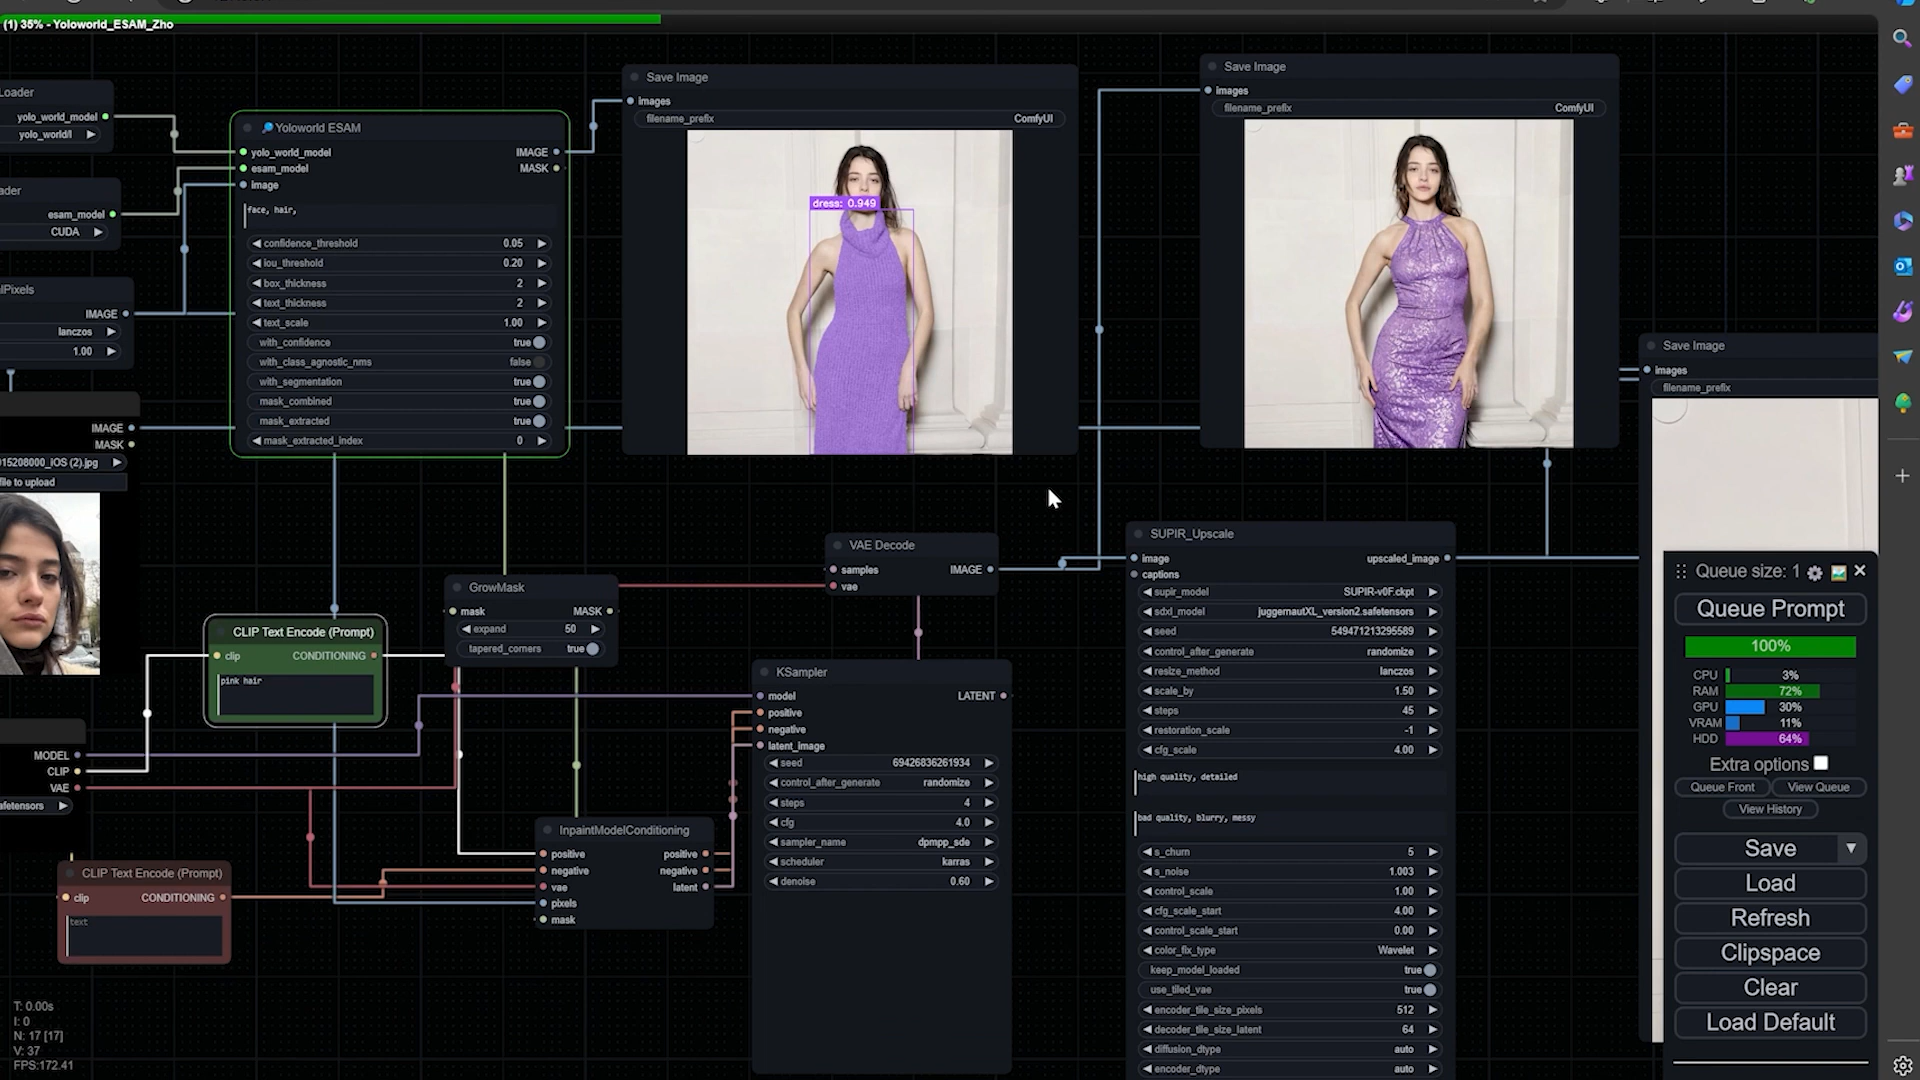 (1) 35% - Yoloworld_ESAM_Zho
Loader
yolo_world_model
yolo_world/l
ader
esam_model
CUDA
lPixels
IMAGE
lanczos
1.00
IMAGE
MASK
015208000_iOS (2).jpg
file to upload
MODEL
CLIP
VAE
afetensors
Yoloworld ESAM
yolo_world_model IMAGE
esam_model MASK
image
face, hair,
confidence_threshold 0.05
iou_threshold 0.20
box_thickness 2
text_thickness 2
text_scale 1.00
with_confidence true
with_class_agnostic_nms false
with_segmentation true
mask_combined true
mask_extracted true
mask_extracted_index 0
Save Image
images
filename_prefix ComfyUI
dress: 0.949
Save Image
images
filename_prefix ComfyUI
Save Image
images
filename_prefix
CLIP Text Encode (Prompt)
clip CONDITIONING
pink hair
CLIP Text Encode (Prompt)
clip CONDITIONING
text
GrowMask
mask MASK
expand 50
tapered_corners true
InpaintModelConditioning
positive positive
negative negative
vae latent
pixels
mask
VAE Decode
samples IMAGE
vae
KSampler
model LATENT
positive
negative
latent_image
seed 69426836261934
control_after_generate randomize
steps 4
cfg 4.0
sampler_name dpmpp_sde
scheduler karras
denoise 0.60
SUPIR_Upscale
image upscaled_image
captions
supir_model SUPIR-v0F.ckpt
sdxl_model juggernautXL_version2.safetensors
seed 549471213295589
control_after_generate randomize
resize_method lanczos
scale_by 1.50
steps 45
restoration_scale -1
cfg_scale 4.00
high quality, detailed
bad quality, blurry, messy
s_churn 5
s_noise 1.003
control_scale 1.00
cfg_scale_start 4.00
control_scale_start 0.00
color_fix_type Wavelet
keep_model_loaded true
use_tiled_vae true
encoder_tile_size_pixels 512
decoder_tile_size_latent 64
diffusion_dtype auto
encoder_dtype auto
Queue size: 1
Queue Prompt
100%
CPU 3%
RAM 72%
GPU 30%
VRAM 11%
HDD 64%
Extra options
Queue Front View Queue
View History
Save
Load
Refresh
Clipspace
Clear
Load Default
T: 0.00s
I: 0
N: 17 [17]
V: 37
FPS:172.41